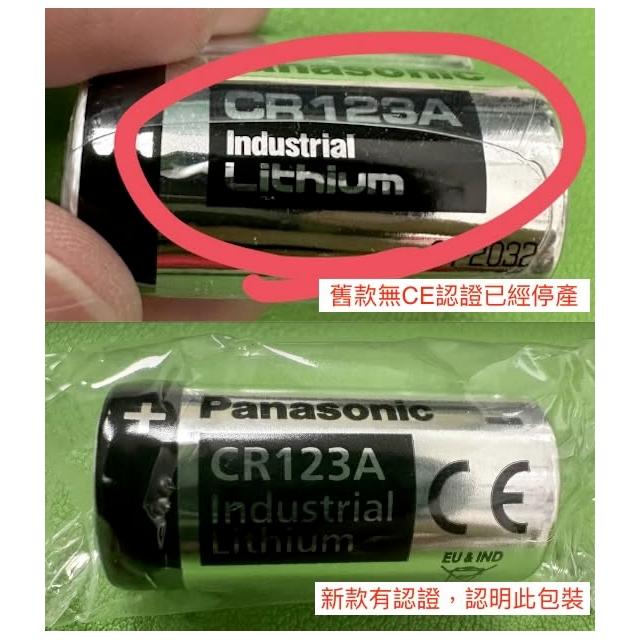 Panasonic
CR123A
Industrial
Lithium
2032
舊款無CE認證已經停產
+
Panasonic
CR123A
Industrial
Lithium
CE
EU & IND
新款有認證，認明此包裝